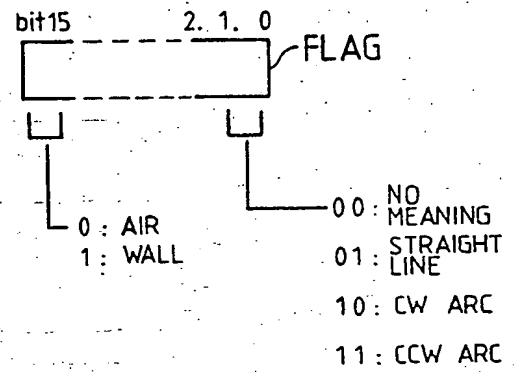 bit15 2. 1. 0
FLAG
0 : AIR
1 : WALL
00 : NO MEANING
01 : STRAIGHT LINE
10 : CW ARC
11 : CCW ARC